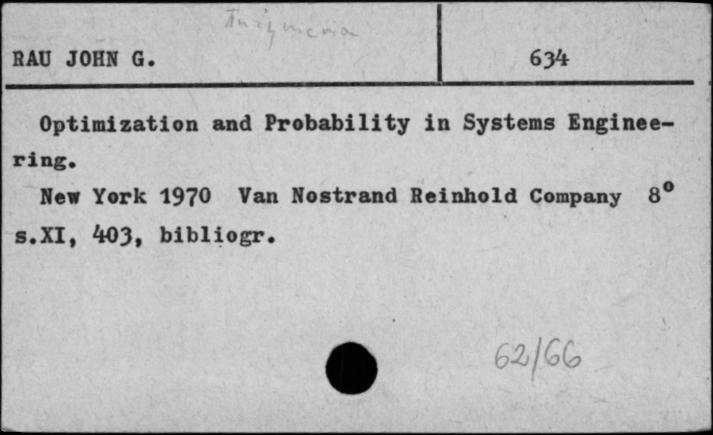 RAU JOHN G.
634
Optimization and Probability in Systems Enginee-
ring.
New York 1970 Van Nostrand Reinhold Company 8°
s.XI, 403, bibliogr.
62/66